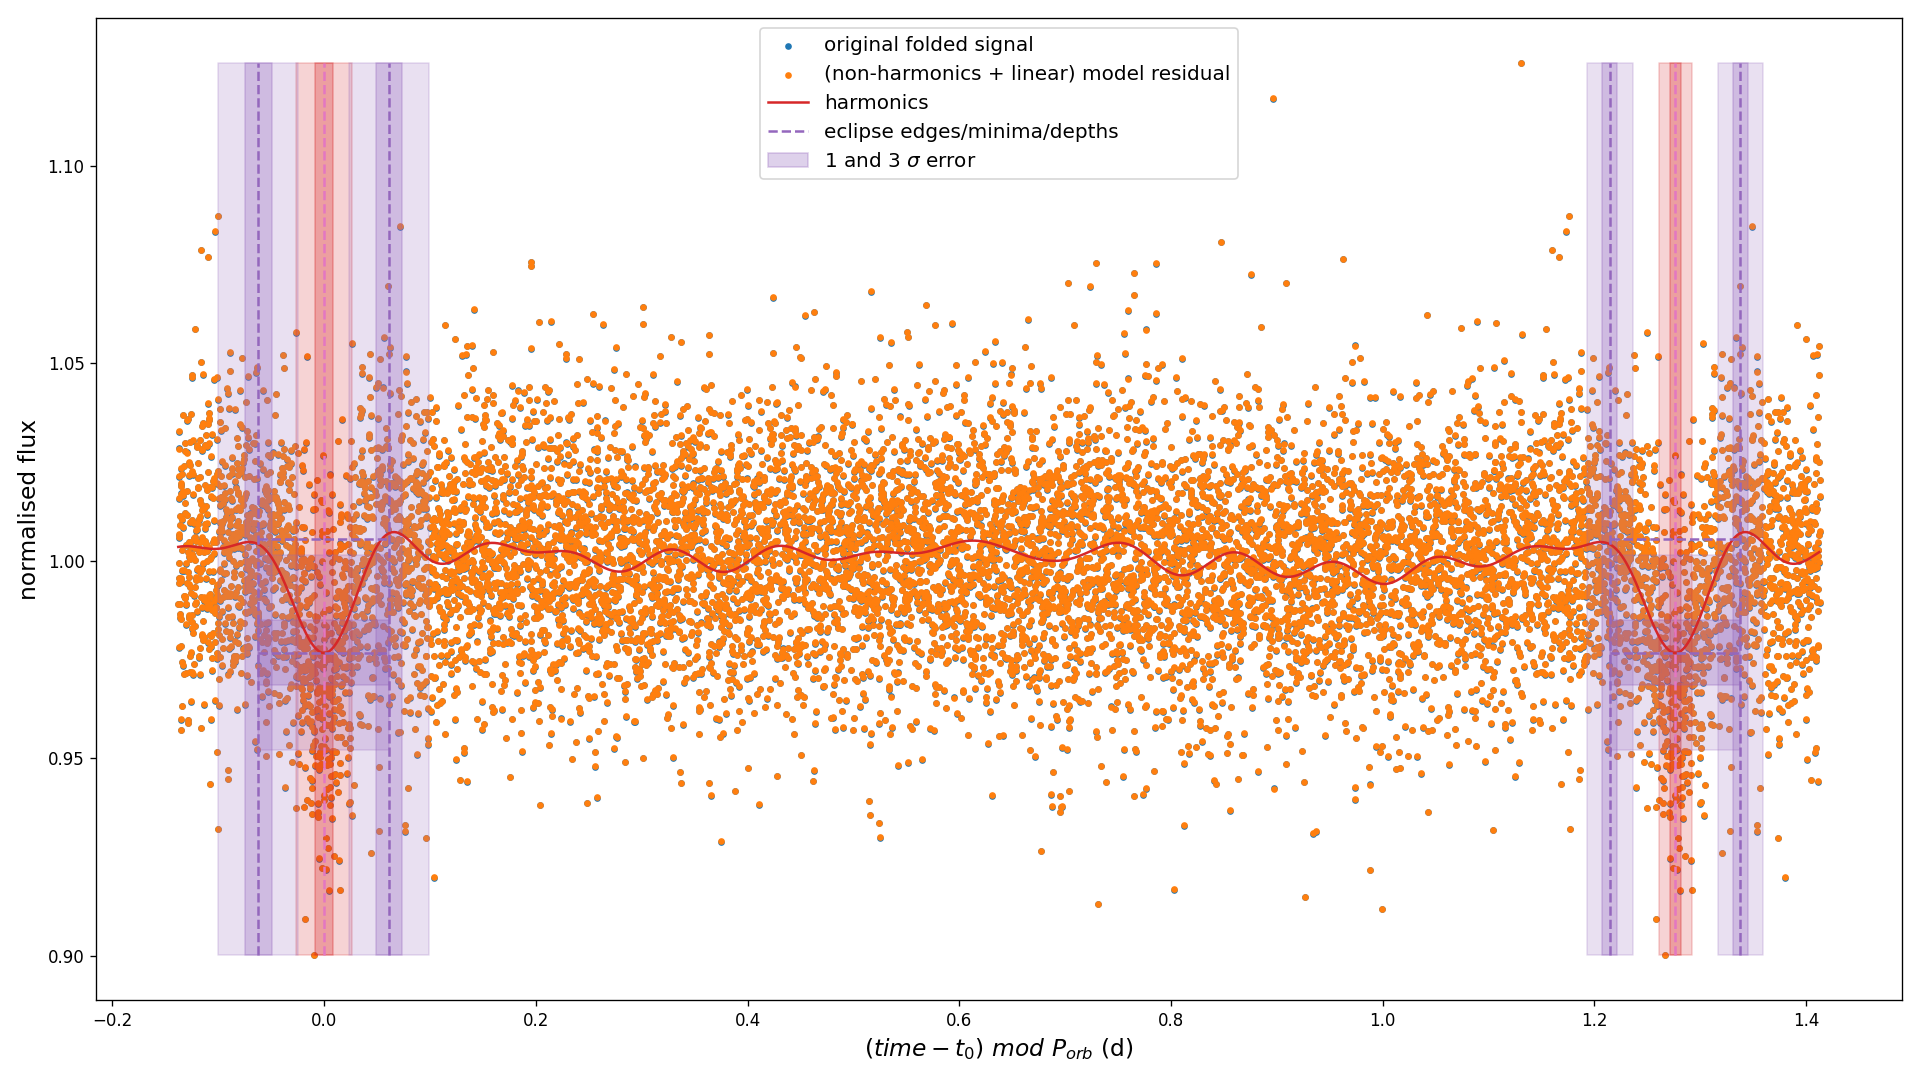 original folded signal
(non-harmonics + linear) model residual
harmonics
eclipse edges/minima/depths
1 and 3 σ error
normalised flux
1.10
1.05
1.00
0.95
0.90
−0.2 0.0 0.2 0.4 0.6 0.8 1.0 1.2 1.4
(time − t₀) mod Pₒᵣb (d)